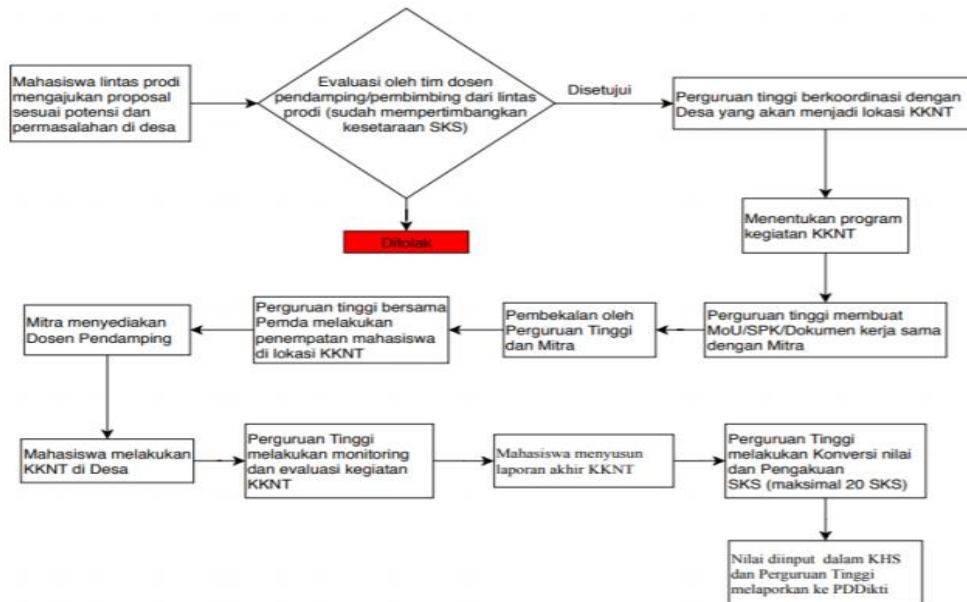 Mahasiswa lintas prodi
mengajukan proposal
sesuai potensi dan
permasalahan di desa
Evaluasi oleh tim dosen
pendamping/pembimbing dari lintas
prodi (sudah mempertimbangkan
kesetaraan SKS)
Disetujui
Perguruan tinggi berkoordinasi dengan
Desa yang akan menjadi lokasi KKNT
Ditolak
Menentukan program
kegiatan KKNT
Perguruan tinggi membuat
MoU/SPK/Dokumen kerja sama
dengan Mitra
Pembekalan oleh
Perguruan Tinggi
dan Mitra
Perguruan tinggi bersama
Pemda melakukan
penempatan mahasiswa
di lokasi KKNT
Mitra menyediakan
Dosen Pendamping
Mahasiswa melakukan
KKNT di Desa
Perguruan Tinggi
melakukan monitoring
dan evaluasi kegiatan
KKNT
Mahasiswa menyusun
laporan akhir KKNT
Perguruan Tinggi
melakukan Konversi nilai
dan Pengakuan
SKS (maksimal 20 SKS)
Nilai diinput dalam KHS
dan Perguruan Tinggi
melaporkan ke PDDikti